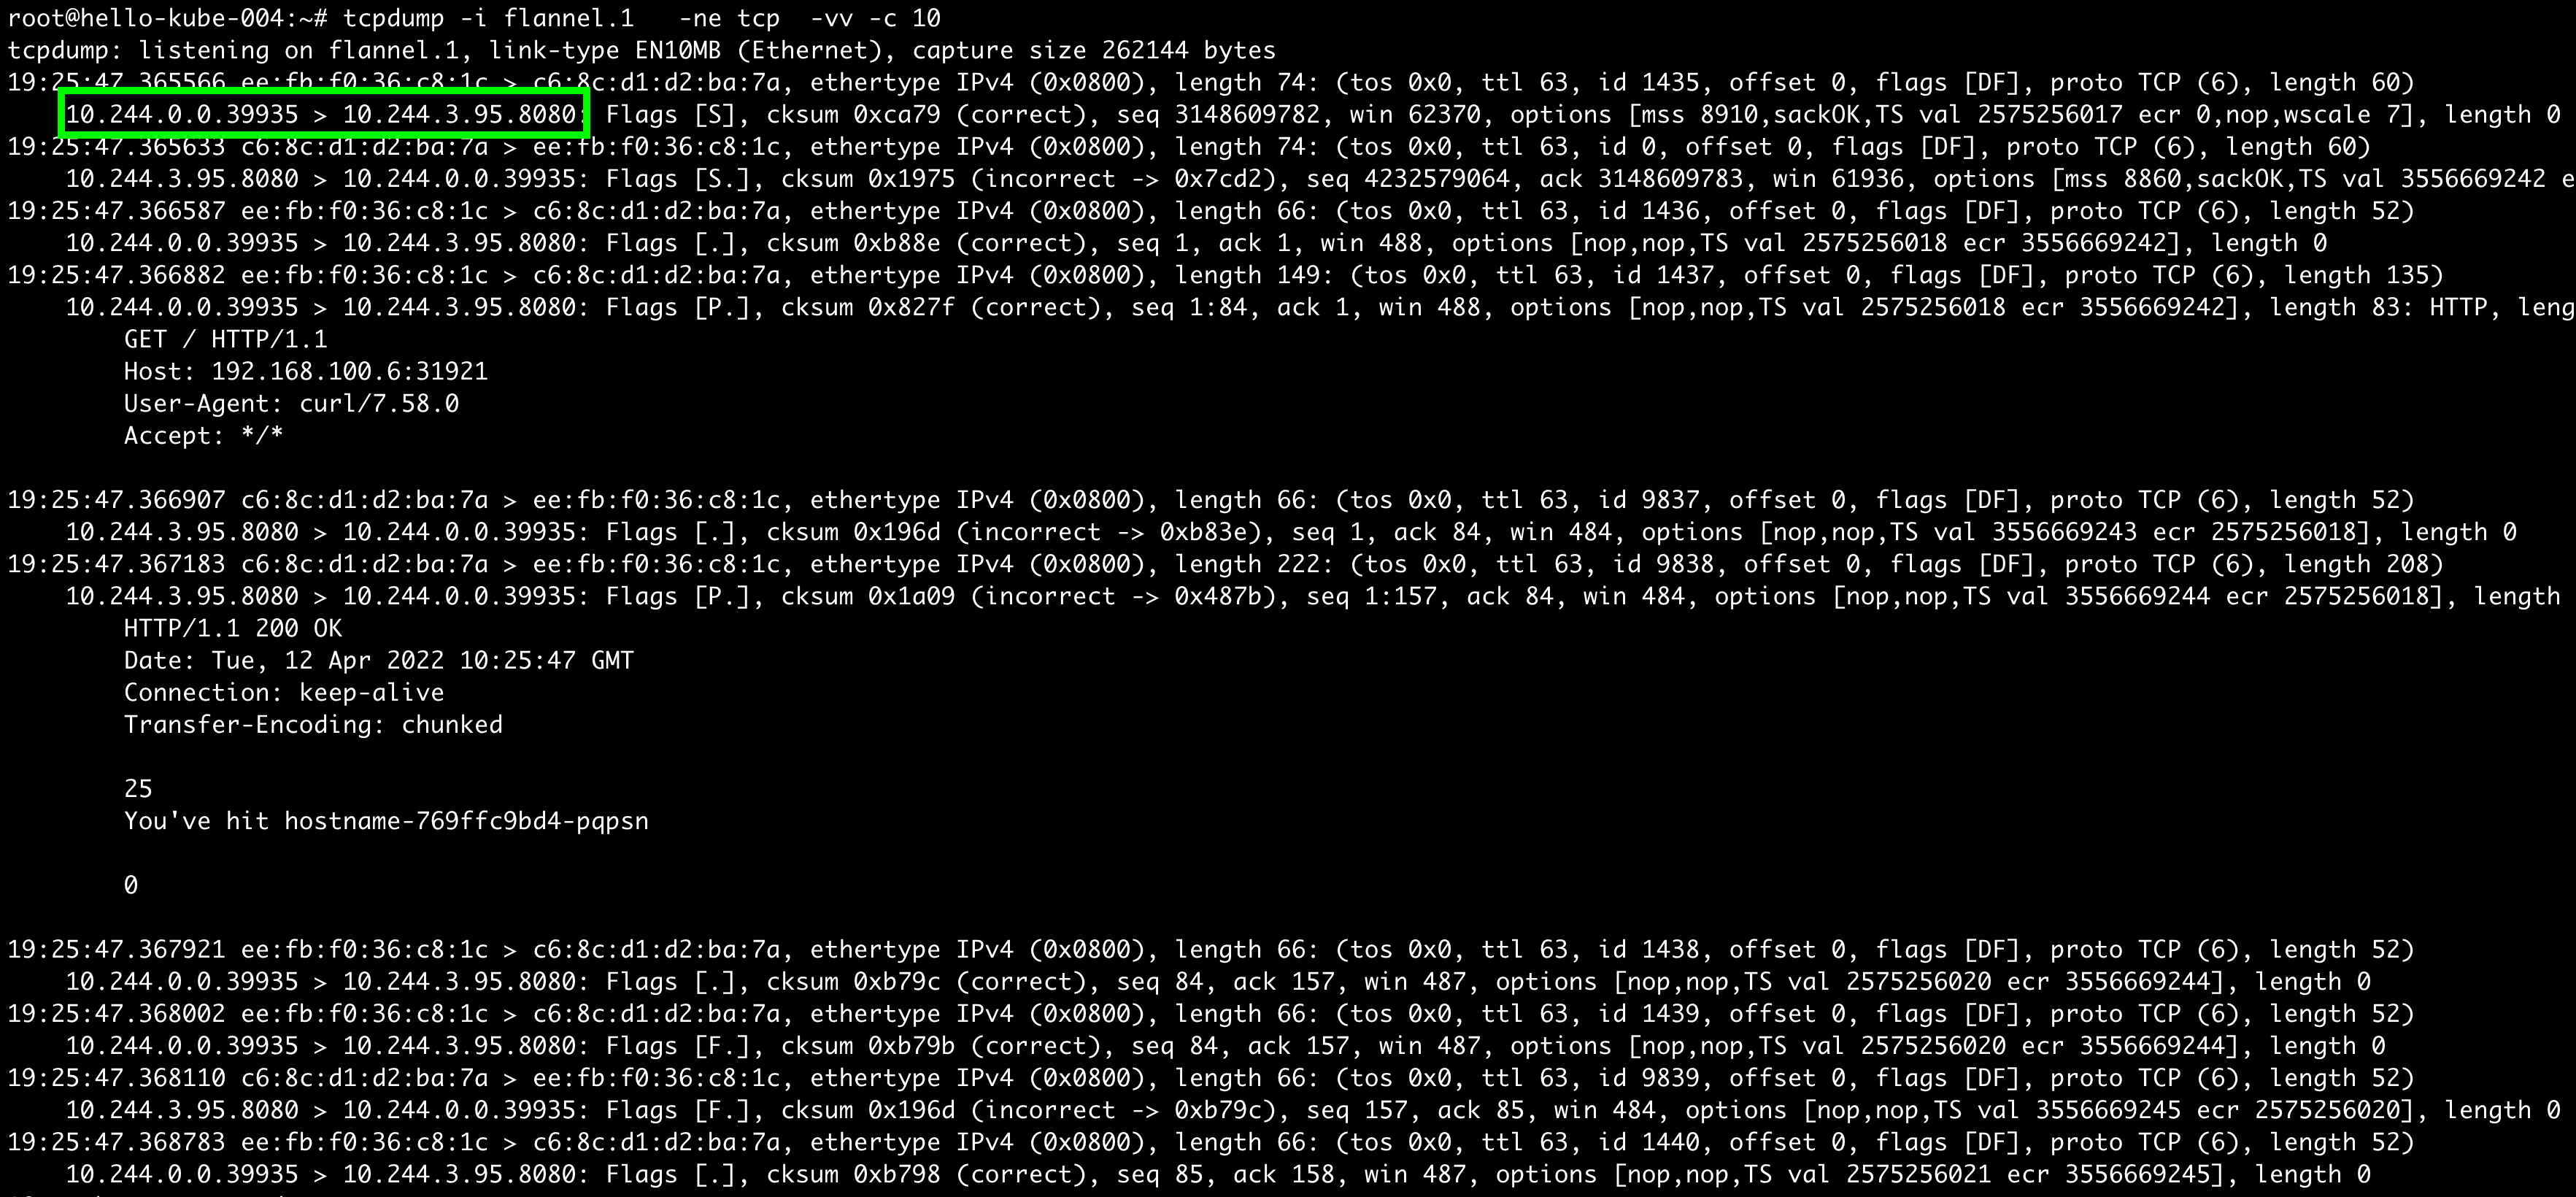 root@hello-kube-004:~# tcpdump -i flannel.1   -ne tcp  -vv -c 10
tcpdump: listening on flannel.1, link-type EN10MB (Ethernet), capture size 262144 bytes
19:25:47.365566 ee:fb:f0:36:c8:1c > c6:8c:d1:d2:ba:7a, ethertype IPv4 (0x0800), length 74: (tos 0x0, ttl 63, id 1435, offset 0, flags [DF], proto TCP (6), length 60)
    10.244.0.0.39935 > 10.244.3.95.8080: Flags [S], cksum 0xca79 (correct), seq 3148609782, win 62370, options [mss 8910,sackOK,TS val 2575256017 ecr 0,nop,wscale 7], length 0
19:25:47.365633 c6:8c:d1:d2:ba:7a > ee:fb:f0:36:c8:1c, ethertype IPv4 (0x0800), length 74: (tos 0x0, ttl 63, id 0, offset 0, flags [DF], proto TCP (6), length 60)
    10.244.3.95.8080 > 10.244.0.0.39935: Flags [S.], cksum 0x1975 (incorrect -> 0x7cd2), seq 4232579064, ack 3148609783, win 61936, options [mss 8860,sackOK,TS val 3556669242 e
19:25:47.366587 ee:fb:f0:36:c8:1c > c6:8c:d1:d2:ba:7a, ethertype IPv4 (0x0800), length 66: (tos 0x0, ttl 63, id 1436, offset 0, flags [DF], proto TCP (6), length 52)
    10.244.0.0.39935 > 10.244.3.95.8080: Flags [.], cksum 0xb88e (correct), seq 1, ack 1, win 488, options [nop,nop,TS val 2575256018 ecr 3556669242], length 0
19:25:47.366882 ee:fb:f0:36:c8:1c > c6:8c:d1:d2:ba:7a, ethertype IPv4 (0x0800), length 149: (tos 0x0, ttl 63, id 1437, offset 0, flags [DF], proto TCP (6), length 135)
    10.244.0.0.39935 > 10.244.3.95.8080: Flags [P.], cksum 0x827f (correct), seq 1:84, ack 1, win 488, options [nop,nop,TS val 2575256018 ecr 3556669242], length 83: HTTP, leng
        GET / HTTP/1.1
        Host: 192.168.100.6:31921
        User-Agent: curl/7.58.0
        Accept: */*
19:25:47.366907 c6:8c:d1:d2:ba:7a > ee:fb:f0:36:c8:1c, ethertype IPv4 (0x0800), length 66: (tos 0x0, ttl 63, id 9837, offset 0, flags [DF], proto TCP (6), length 52)
    10.244.3.95.8080 > 10.244.0.0.39935: Flags [.], cksum 0x196d (incorrect -> 0xb83e), seq 1, ack 84, win 484, options [nop,nop,TS val 3556669243 ecr 2575256018], length 0
19:25:47.367183 c6:8c:d1:d2:ba:7a > ee:fb:f0:36:c8:1c, ethertype IPv4 (0x0800), length 222: (tos 0x0, ttl 63, id 9838, offset 0, flags [DF], proto TCP (6), length 208)
    10.244.3.95.8080 > 10.244.0.0.39935: Flags [P.], cksum 0x1a09 (incorrect -> 0x487b), seq 1:157, ack 84, win 484, options [nop,nop,TS val 3556669244 ecr 2575256018], length
        HTTP/1.1 200 OK
        Date: Tue, 12 Apr 2022 10:25:47 GMT
        Connection: keep-alive
        Transfer-Encoding: chunked
        25
        You've hit hostname-769ffc9bd4-pqpsn
        0
19:25:47.367921 ee:fb:f0:36:c8:1c > c6:8c:d1:d2:ba:7a, ethertype IPv4 (0x0800), length 66: (tos 0x0, ttl 63, id 1438, offset 0, flags [DF], proto TCP (6), length 52)
    10.244.0.0.39935 > 10.244.3.95.8080: Flags [.], cksum 0xb79c (correct), seq 84, ack 157, win 487, options [nop,nop,TS val 2575256020 ecr 3556669244], length 0
19:25:47.368002 ee:fb:f0:36:c8:1c > c6:8c:d1:d2:ba:7a, ethertype IPv4 (0x0800), length 66: (tos 0x0, ttl 63, id 1439, offset 0, flags [DF], proto TCP (6), length 52)
    10.244.0.0.39935 > 10.244.3.95.8080: Flags [F.], cksum 0xb79b (correct), seq 84, ack 157, win 487, options [nop,nop,TS val 2575256020 ecr 3556669244], length 0
19:25:47.368110 c6:8c:d1:d2:ba:7a > ee:fb:f0:36:c8:1c, ethertype IPv4 (0x0800), length 66: (tos 0x0, ttl 63, id 9839, offset 0, flags [DF], proto TCP (6), length 52)
    10.244.3.95.8080 > 10.244.0.0.39935: Flags [F.], cksum 0x196d (incorrect -> 0xb79c), seq 157, ack 85, win 484, options [nop,nop,TS val 3556669245 ecr 2575256020], length 0
19:25:47.368783 ee:fb:f0:36:c8:1c > c6:8c:d1:d2:ba:7a, ethertype IPv4 (0x0800), length 66: (tos 0x0, ttl 63, id 1440, offset 0, flags [DF], proto TCP (6), length 52)
    10.244.0.0.39935 > 10.244.3.95.8080: Flags [.], cksum 0xb798 (correct), seq 85, ack 158, win 487, options [nop,nop,TS val 2575256021 ecr 3556669245], length 0